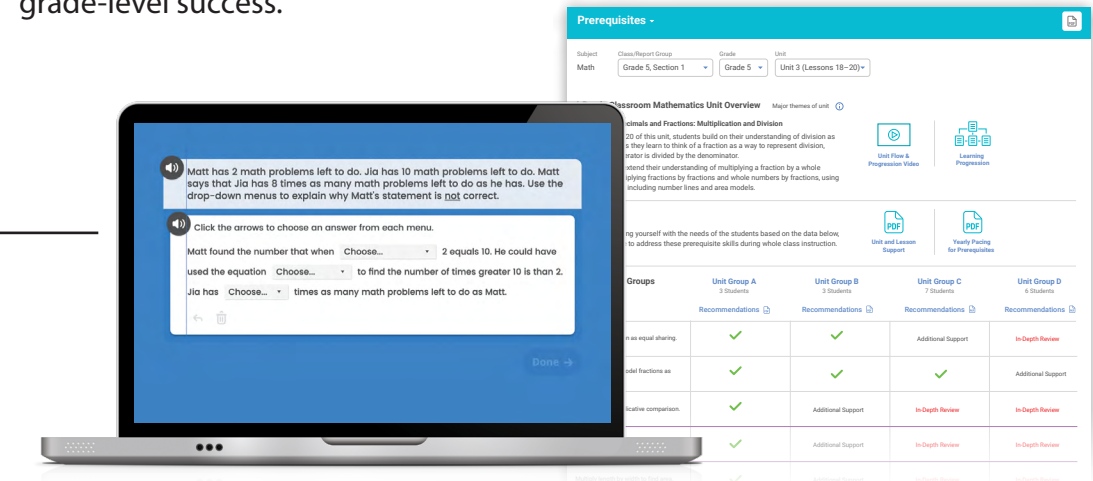 grade-level success.
Matt has 2 math problems left to do. Jia has 10 math problems left to do. Matt
says that Jia has 8 times as many math problems left to do as he has. Use the
drop-down menus to explain why Matt's statement is not correct.
Click the arrows to choose an answer from each menu.
Matt found the number that when Choose... 2 equals 10. He could have
used the equation Choose... to find the number of times greater 10 is than 2.
Jia has Choose... times as many math problems left to do as Matt.
Done →
Prerequisites
PDF
Subject Class/Report Group Grade Unit
Math Grade 5, Section 1 Grade 5 Unit 3 (Lessons 18–20)
Classroom Mathematics Unit Overview Major themes of unit
and Fractions: Multiplication and Division
20 of this unit, students build on their understanding of division as
they learn to think of a fraction as a way to represent division,
is divided by the denominator.
extend their understanding of multiplying a fraction by a whole
fractions by fractions and whole numbers by fractions, using
including number lines and area models.
Unit Flow &
Progression Video
Learning
Progression
yourself with the needs of the students based on the data below,
to address these prerequisite skills during whole class instruction.
PDF
Unit and Lesson
Support
PDF
Yearly Pacing
for Prerequisites
Groups Unit Group A Unit Group B Unit Group C Unit Group D
3 Students 3 Students 7 Students 6 Students
Recommendations Recommendations Recommendations Recommendations
as equal sharing. Additional Support In-Depth Review
fractions as Additional Support
comparison. Additional Support In-Depth Review In-Depth Review
Additional Support In-Depth Review In-Depth Review